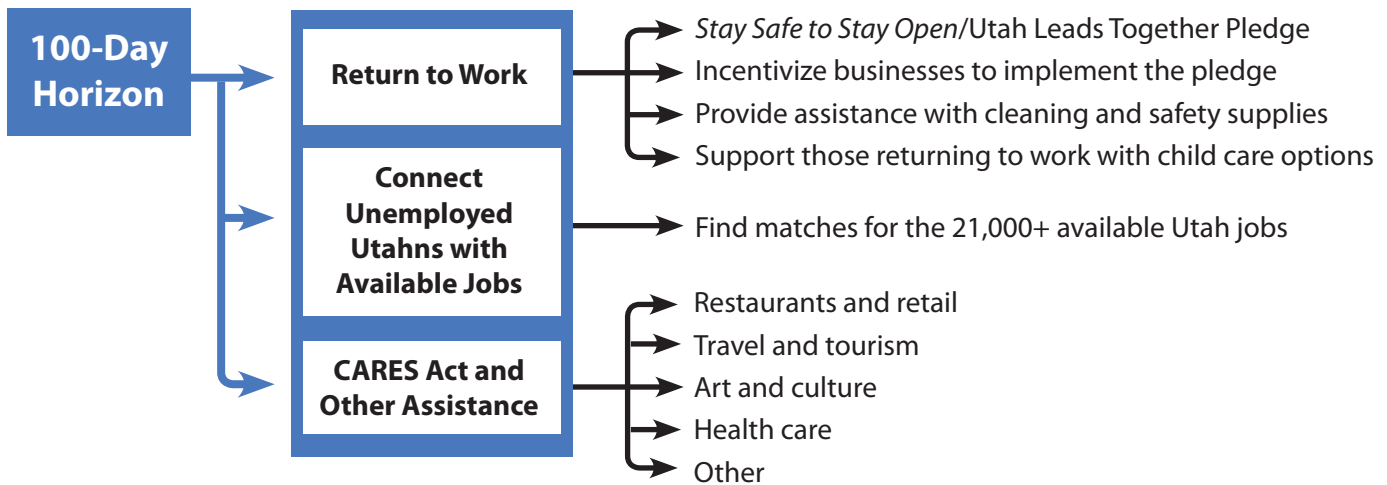 100-Day
Horizon
Return to Work
Stay Safe to Stay Open/Utah Leads Together Pledge
Incentivize businesses to implement the pledge
Provide assistance with cleaning and safety supplies
Support those returning to work with child care options
Connect
Unemployed
Utahns with
Available Jobs
Find matches for the 21,000+ available Utah jobs
CARES Act and
Other Assistance
Restaurants and retail
Travel and tourism
Art and culture
Health care
Other